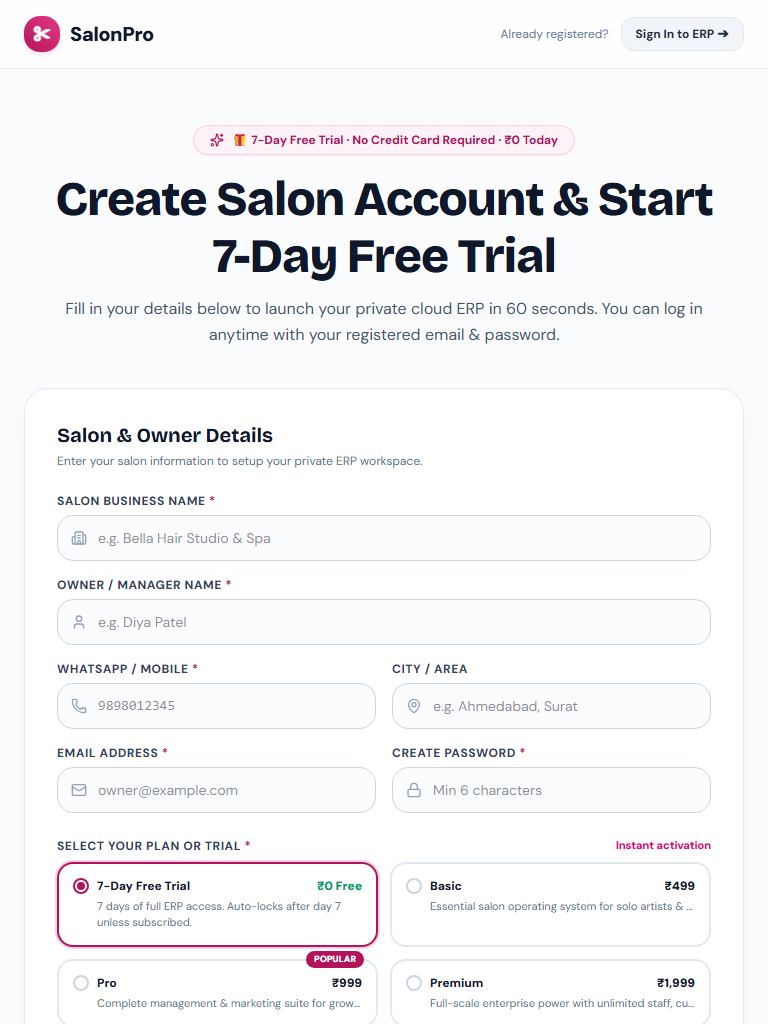 SalonPro
Already registered?
Sign In to ERP ➔
🎁 7-Day Free Trial · No Credit Card Required · ₹0 Today
Create Salon Account & Start
7-Day Free Trial
Fill in your details below to launch your private cloud ERP in 60 seconds. You can log in
anytime with your registered email & password.
Salon & Owner Details
Enter your salon information to setup your private ERP workspace.
SALON BUSINESS NAME *
e.g. Bella Hair Studio & Spa
OWNER / MANAGER NAME *
e.g. Diya Patel
WHATSAPP / MOBILE *
9898012345
CITY / AREA
e.g. Ahmedabad, Surat
EMAIL ADDRESS *
owner@example.com
CREATE PASSWORD *
Min 6 characters
SELECT YOUR PLAN OR TRIAL *
Instant activation
7-Day Free Trial
₹0 Free
7 days of full ERP access. Auto-locks after day 7
unless subscribed.
Basic
₹499
Essential salon operating system for solo artists & ...
POPULAR
Pro
₹999
Complete management & marketing suite for grow...
Premium
₹1,999
Full-scale enterprise power with unlimited staff, cu...